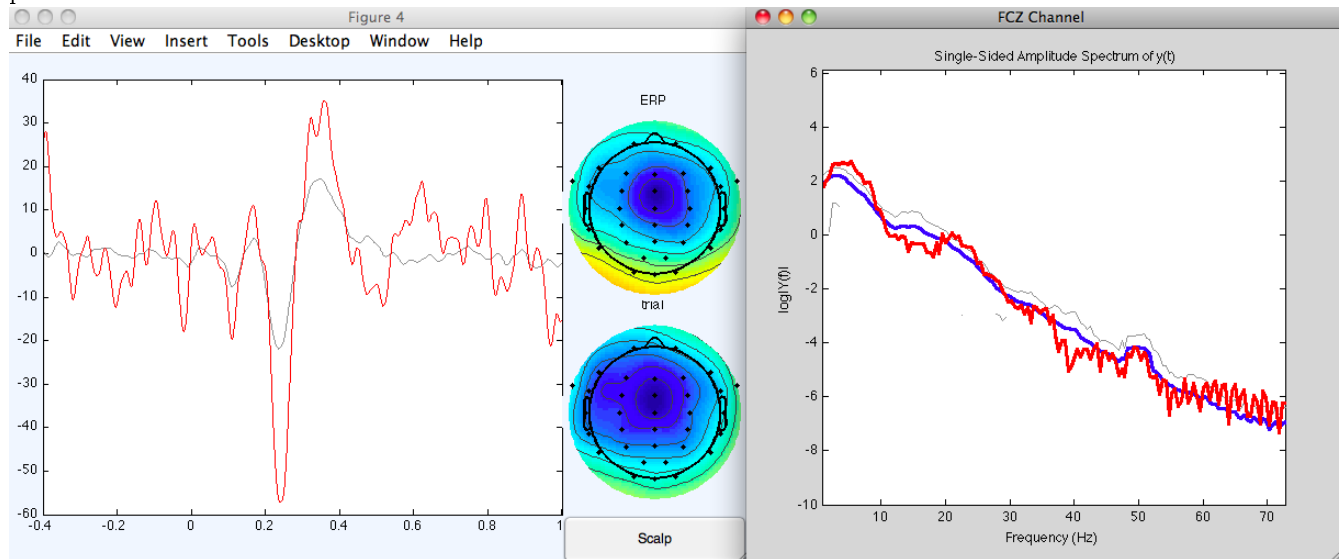 Figure 4
File Edit View Insert Tools Desktop Window Help
40
30
20
10
0
-10
-20
-30
-40
-50
-60
-0.4 -0.2 0 0.2 0.4 0.6 0.8 1
ERP
trial
Scalp
FCZ Channel
Single-Sided Amplitude Spectrum of y(t)
6
4
2
0
-2
-4
-6
-8
-10
log|Y(f)|
10 20 30 40 50 60 70
Frequency (Hz)